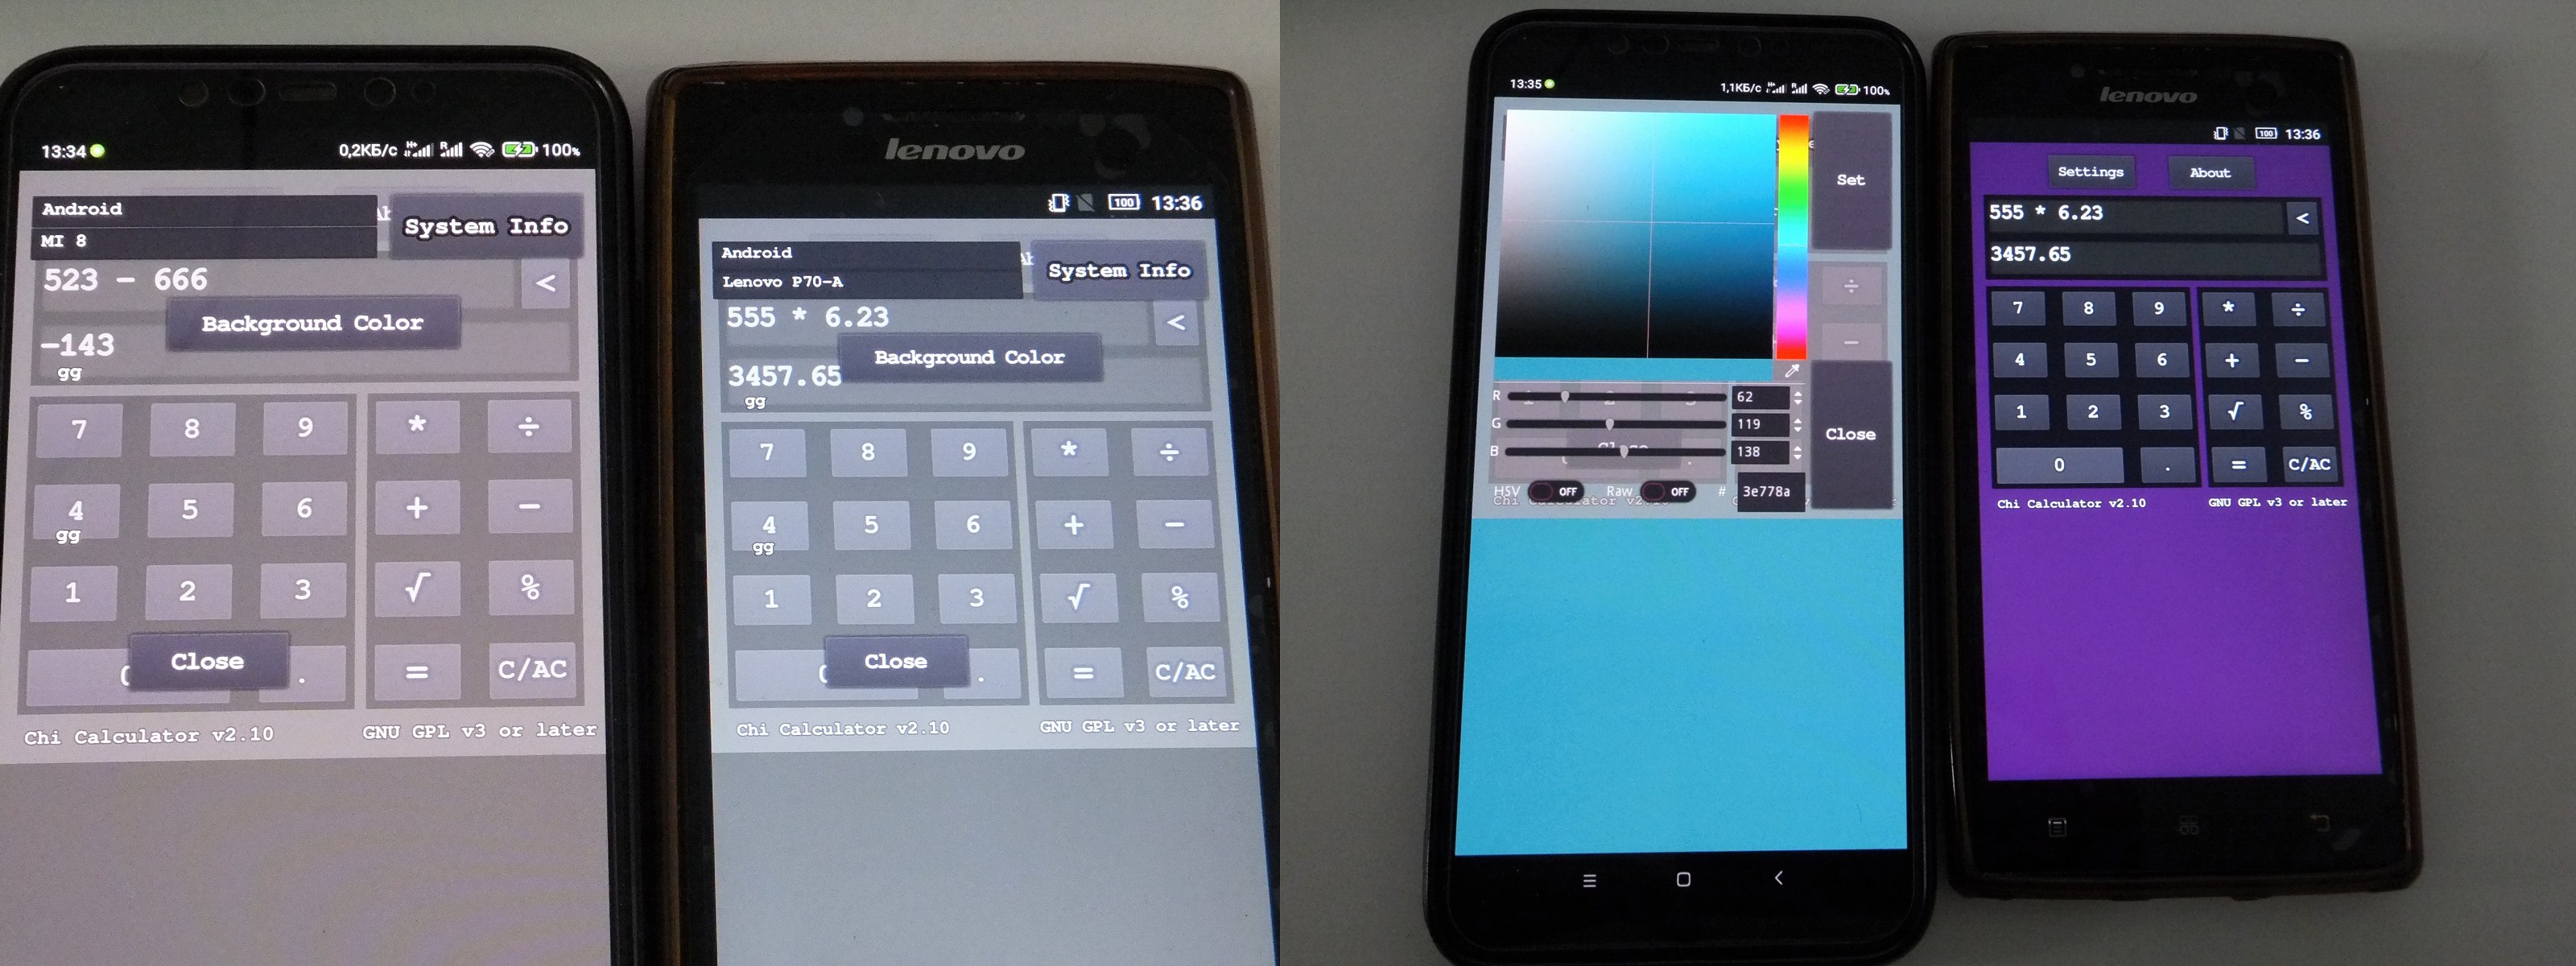 13:34
0,2КБ/с
100%
Android
MI 8
System Info
523 - 666
<
Background Color
-143
gg
7 8 9 * ÷
4 5 6 + -
gg
1 2 3 √ %
Close
. = C/AC
Chi Calculator v2.10
GNU GPL v3 or later
lenovo
100 13:36
Android
Lenovo P70-A
System Info
555 * 6.23
<
Background Color
3457.65
gg
7 8 9 * ÷
4 5 6 + -
gg
1 2 3 √ %
Close
. = C/AC
Chi Calculator v2.10
GNU GPL v3 or later
13:35
1,1КБ/с
100%
Set
÷
-
R 62
G 119
B 138
Close
HSV OFF Raw OFF # 3e778a
lenovo
100 13:36
Settings About
555 * 6.23
<
3457.65
7 8 9 * ÷
4 5 6 + -
1 2 3 √ %
0 . = C/AC
Chi Calculator v2.10
GNU GPL v3 or later